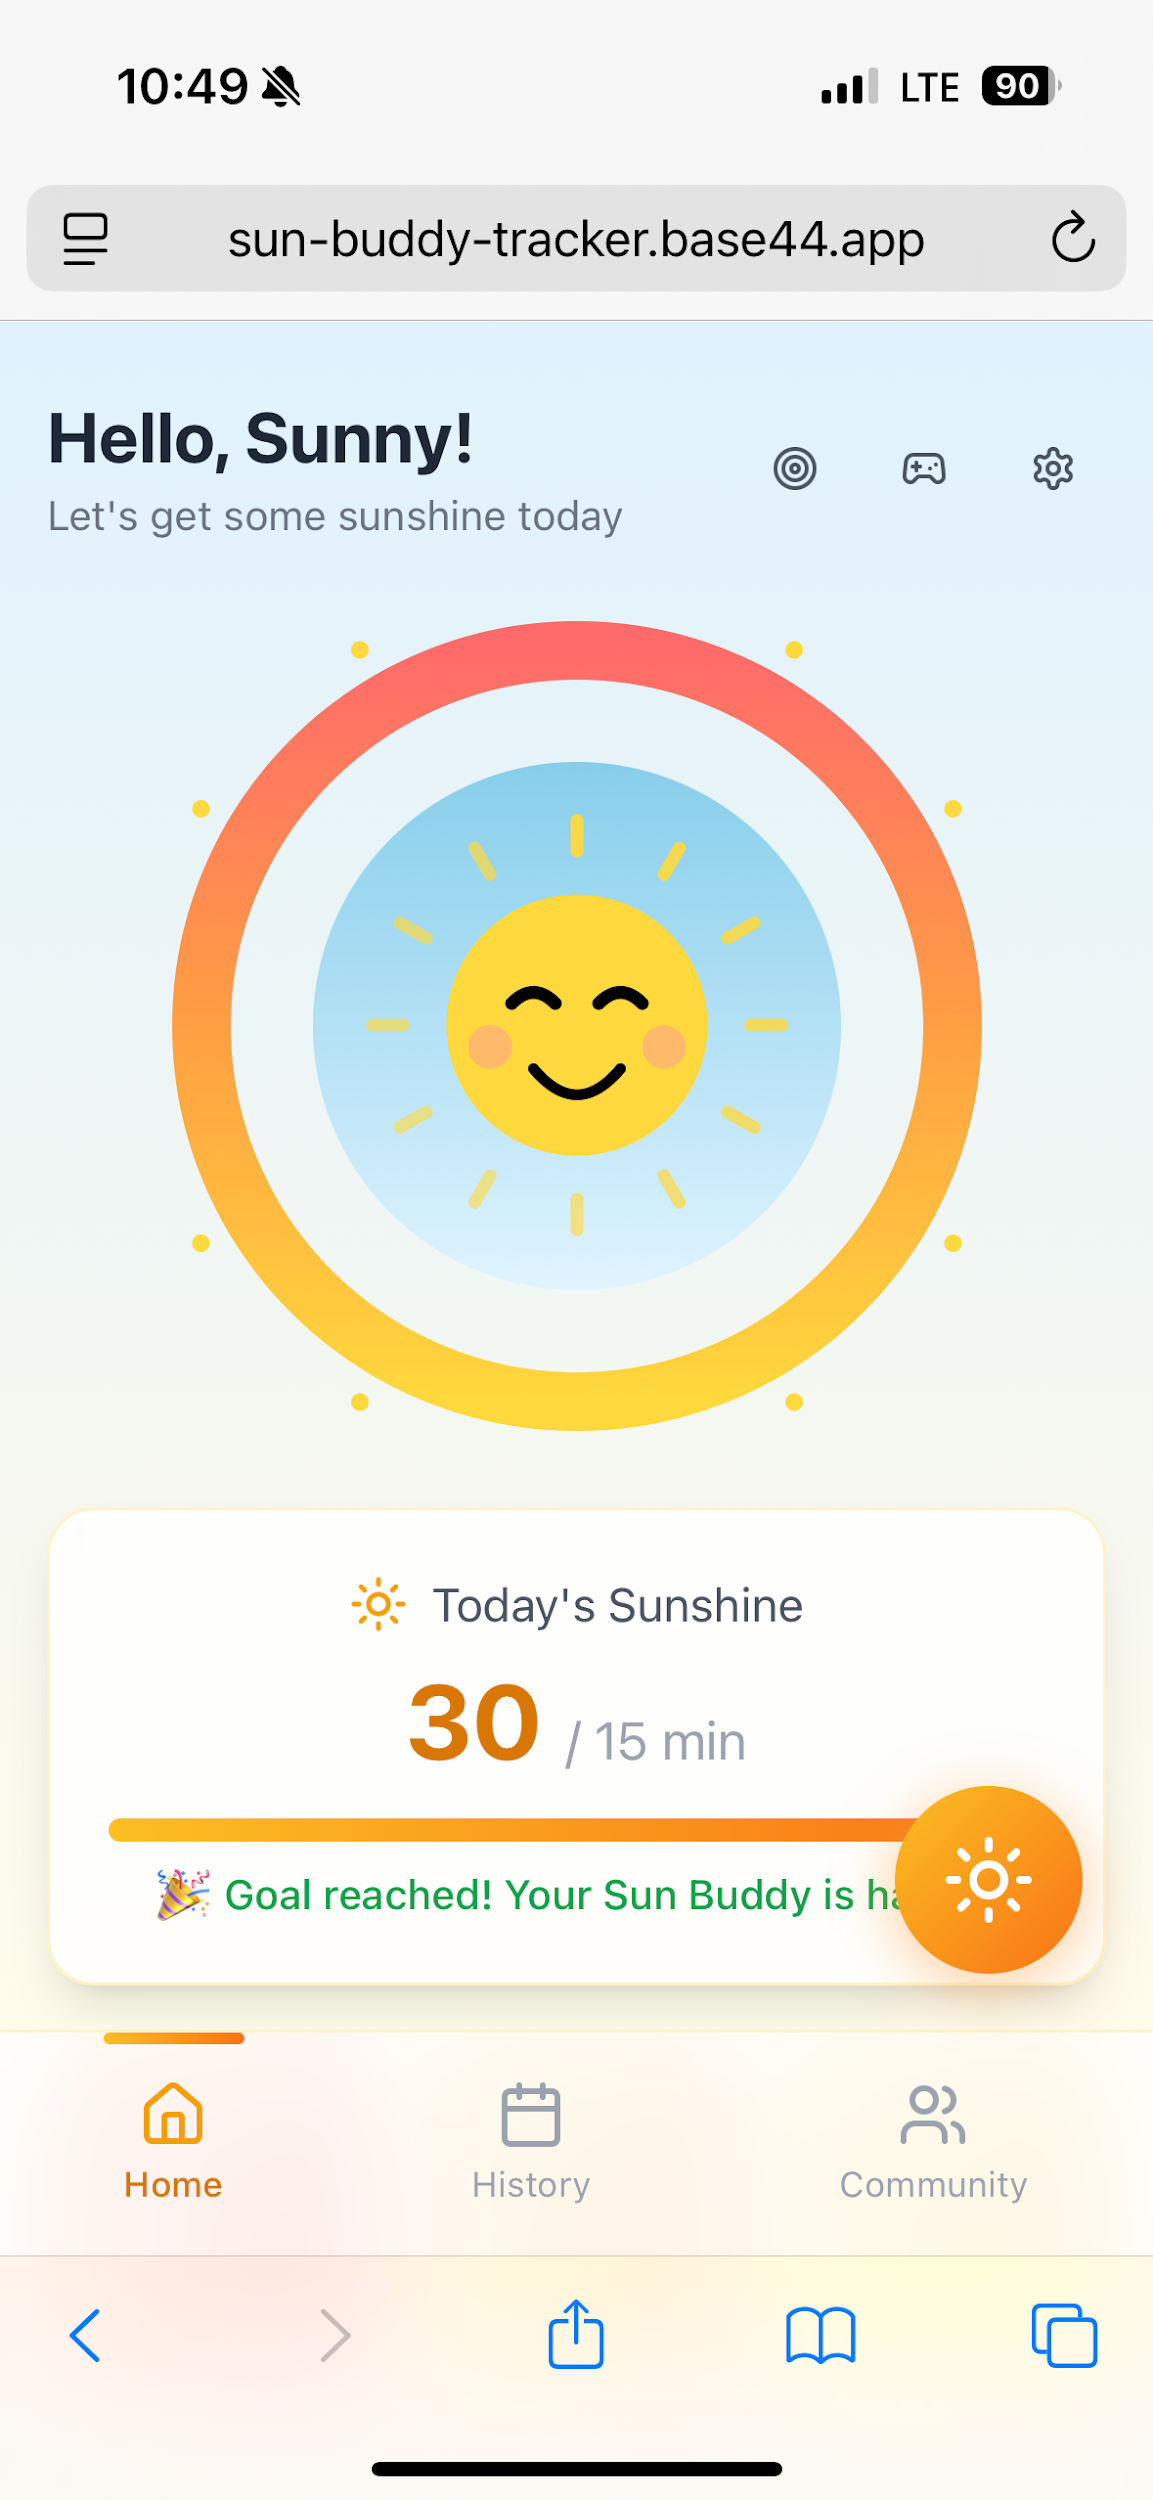 10:49
LTE 90
sun-buddy-tracker.base44.app
Hello, Sunny!
Let's get some sunshine today
Today's Sunshine
30 / 15 min
🎉 Goal reached! Your Sun Buddy is
Home
History
Community